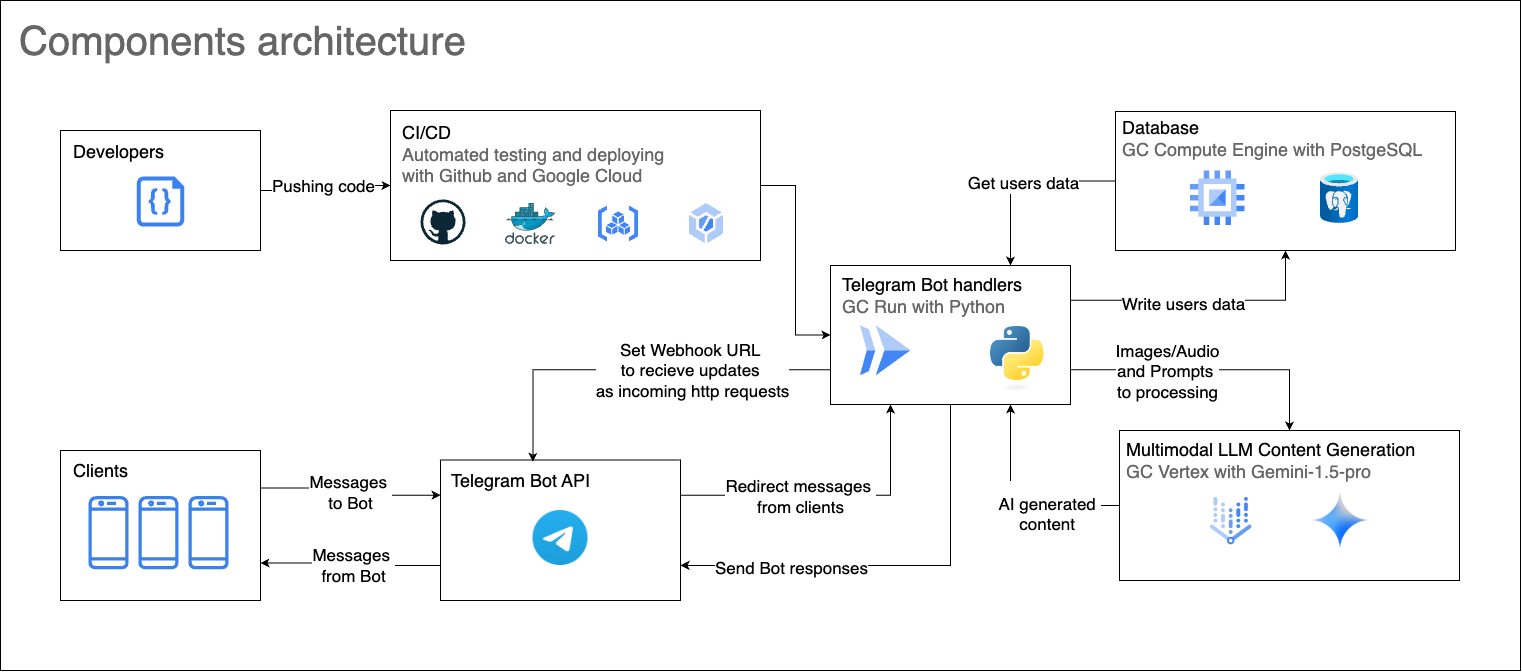 Components architecture
Developers
Pushing code
CI/CD
Automated testing and deploying
with Github and Google Cloud
docker
Database
GC Compute Engine with PostgeSQL
Get users data
Write users data
Telegram Bot handlers
GC Run with Python
Set Webhook URL
to recieve updates
as incoming http requests
Images/Audio
and Prompts
to processing
Clients
Messages
to Bot
Messages
from Bot
Telegram Bot API
Redirect messages
from clients
Send Bot responses
AI generated
content
Multimodal LLM Content Generation
GC Vertex with Gemini-1.5-pro